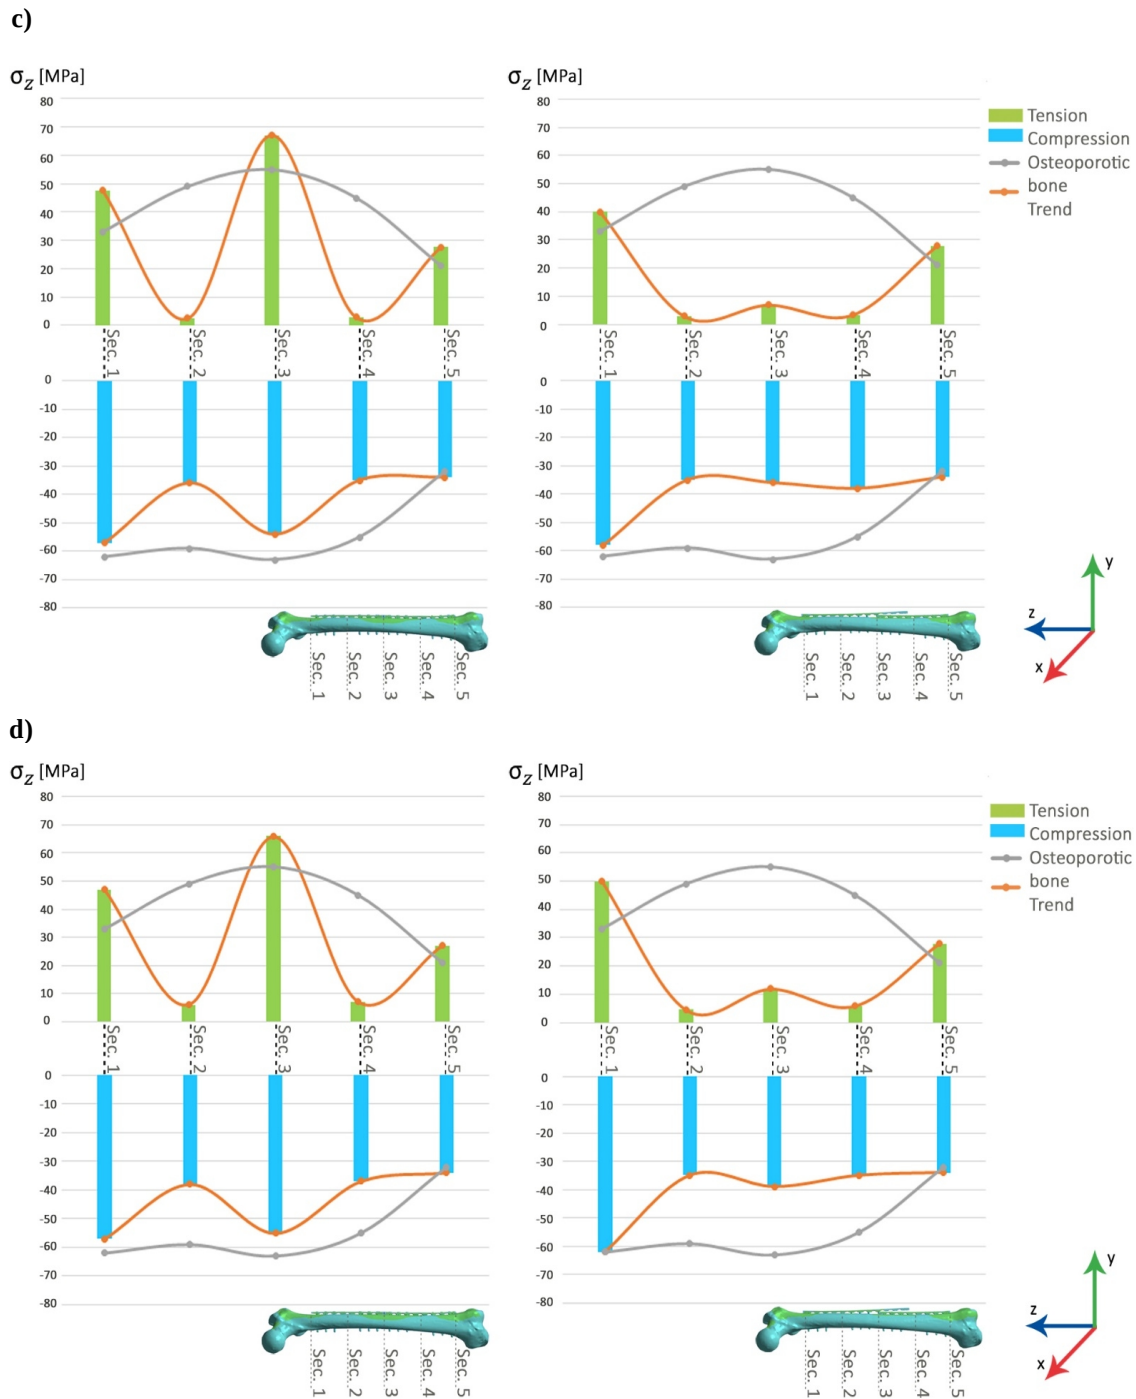 c)
σz [MPa]
80
70
60
50
40
30
20
10
0
Sec. 1
Sec. 2
Sec. 3
Sec. 4
Sec. 5
0
-10
-20
-30
-40
-50
-60
-70
-80
Sec. 1
Sec. 2
Sec. 3
Sec. 4
Sec. 5
σz [MPa]
80
70
60
50
40
30
20
10
0
Sec. 1
Sec. 2
Sec. 3
Sec. 4
Sec. 5
0
-10
-20
-30
-40
-50
-60
-70
-80
Sec. 1
Sec. 2
Sec. 3
Sec. 4
Sec. 5
Tension
Compression
Osteoporotic
bone
Trend
y
z
x
d)
σz [MPa]
80
70
60
50
40
30
20
10
0
Sec. 1
Sec. 2
Sec. 3
Sec. 4
Sec. 5
0
-10
-20
-30
-40
-50
-60
-70
-80
Sec. 1
Sec. 2
Sec. 3
Sec. 4
Sec. 5
σz [MPa]
80
70
60
50
40
30
20
10
0
Sec. 1
Sec. 2
Sec. 3
Sec. 4
Sec. 5
0
-10
-20
-30
-40
-50
-60
-70
-80
Sec. 1
Sec. 2
Sec. 3
Sec. 4
Sec. 5
Tension
Compression
Osteoporotic
bone
Trend
y
z
x